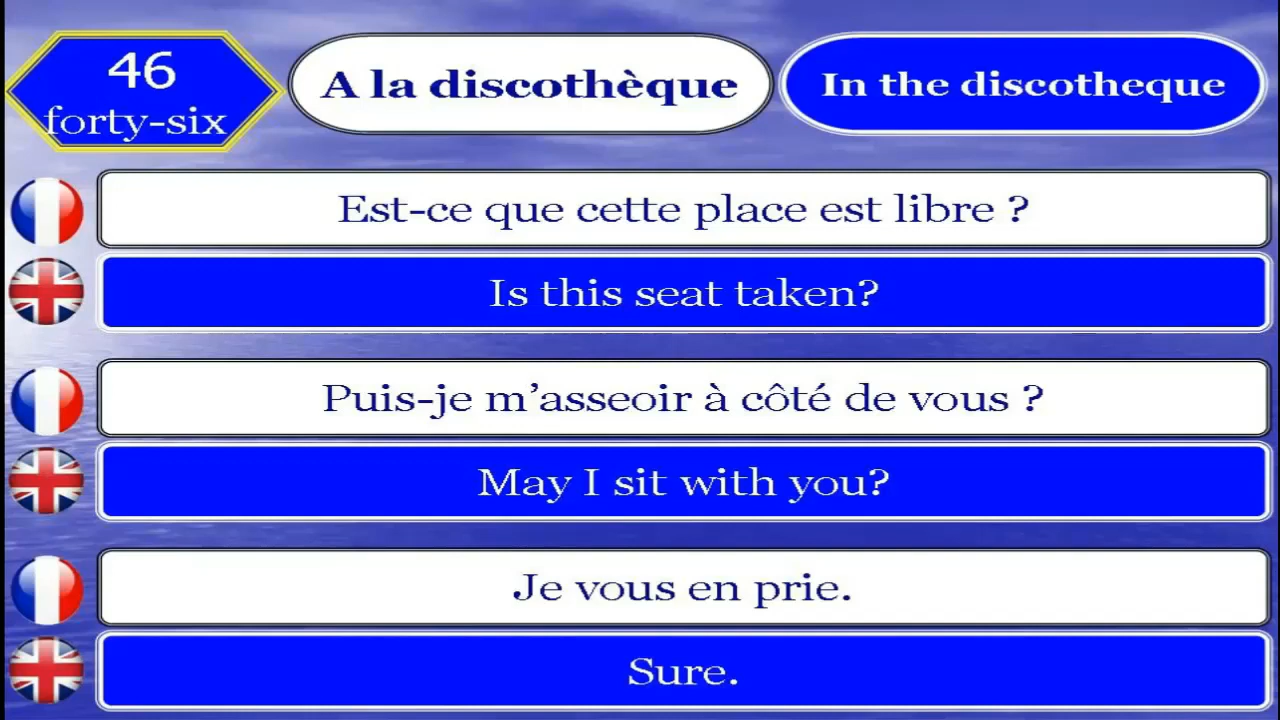 46
forty-six
A la discothèque
In the discotheque
Est-ce que cette place est libre ?
Is this seat taken?
Puis-je m’asseoir à côté de vous ?
May I sit with you?
Je vous en prie.
Sure.